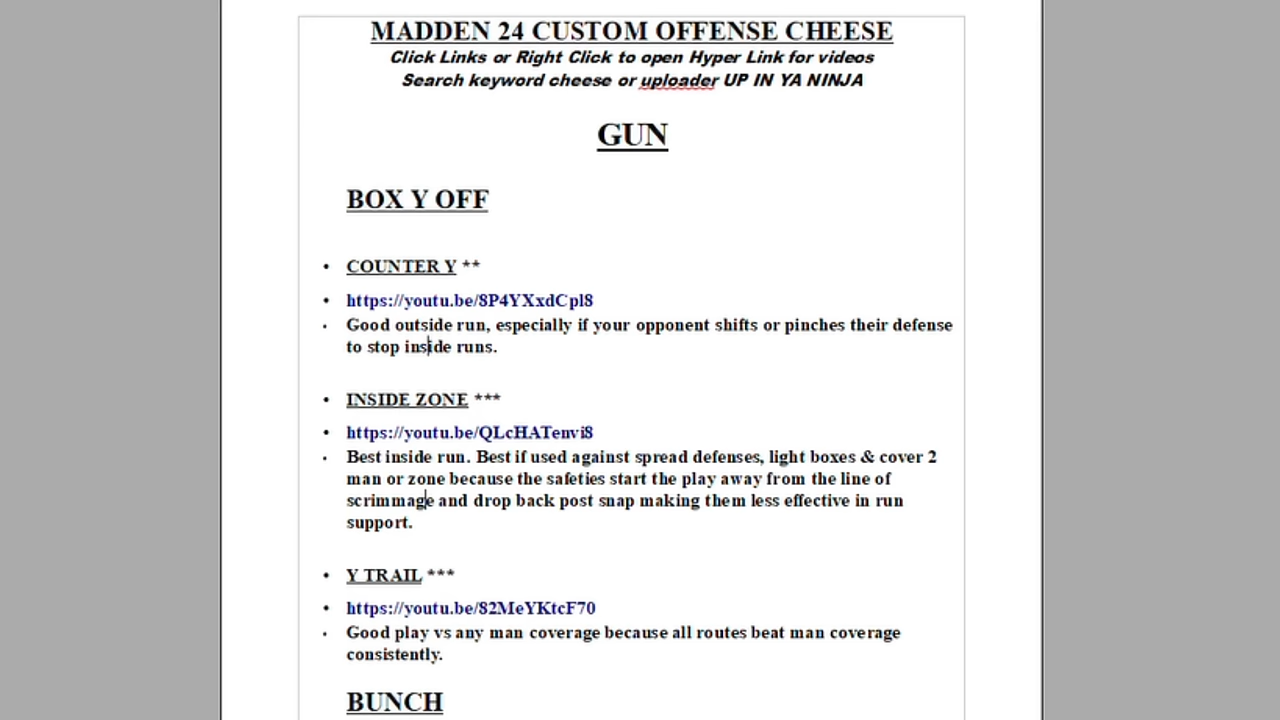 MADDEN 24 CUSTOM OFFENSE CHEESE
Click Links or Right Click to open Hyper Link for videos
Search keyword cheese or uploader UP IN YA NINJA
GUN
BOX Y OFF
• COUNTER Y **
• https://youtu.be/8P4YXxdCpl8
• Good outside run, especially if your opponent shifts or pinches their defense
to stop inside runs.
• INSIDE ZONE ***
• https://youtu.be/QLcHATenvi8
• Best inside run. Best if used against spread defenses, light boxes & cover 2
man or zone because the safeties start the play away from the line of
scrimmage and drop back post snap making them less effective in run
support.
• Y TRAIL ***
• https://youtu.be/82MeYKtcF70
• Good play vs any man coverage because all routes beat man coverage
consistently.
BUNCH